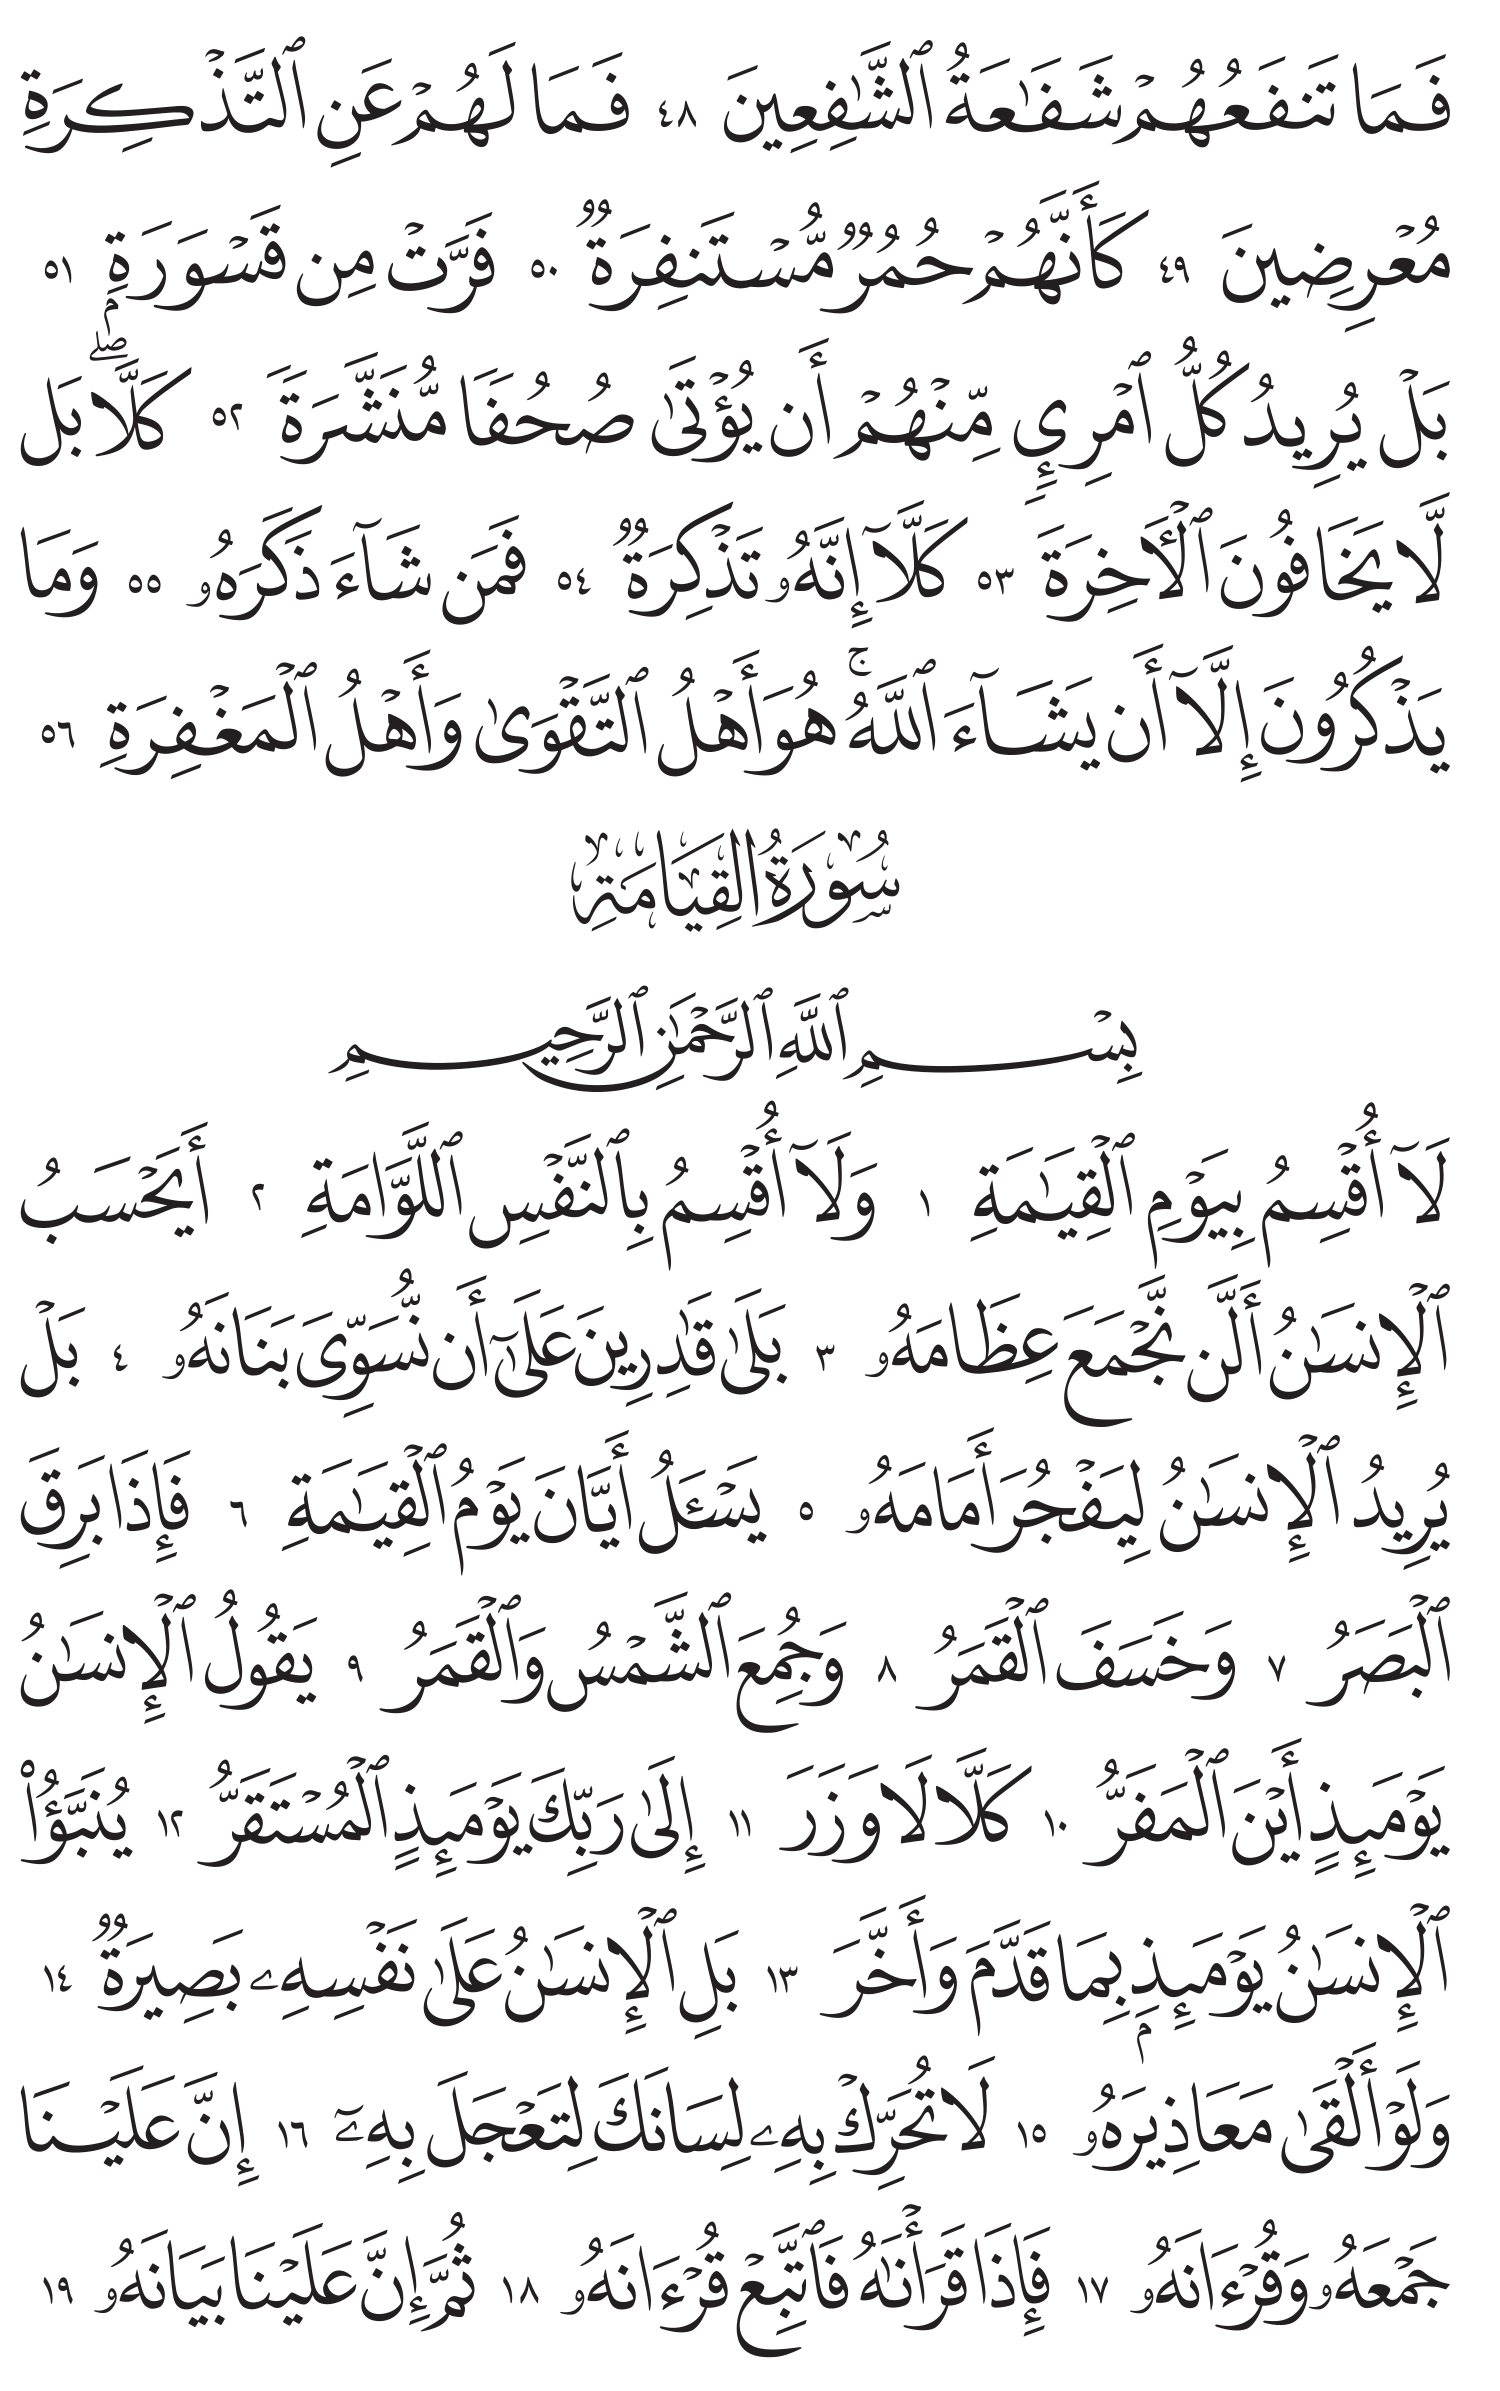 فَمَا تَنفَعُهُمۡ شَفَٰعَةُ ٱلشَّٰفِعِينَ ٤٨ فَمَا لَهُمۡ عَنِ ٱلتَّذۡكِرَةِ
مُعۡرِضِينَ ٤٩ كَأَنَّهُمۡ حُمُرٞ مُّسۡتَنفِرَةٞ ٥٠ فَرَّتۡ مِن قَسۡوَرَةِۭ ٥١
بَلۡ يُرِيدُ كُلُّ ٱمۡرِيٕٖ مِّنۡهُمۡ أَن يُؤۡتَىٰ صُحُفٗا مُّنَشَّرَةٗ ٥٢ كَلَّاۖ بَل
لَّا يَخَافُونَ ٱلۡأٓخِرَةَ ٥٣ كَلَّآ إِنَّهُۥ تَذۡكِرَةٞ ٥٤ فَمَن شَآءَ ذَكَرَهُۥ ٥٥ وَمَا
يَذۡكُرُونَ إِلَّآ أَن يَشَآءَ ٱللَّهُۚ هُوَ أَهۡلُ ٱلتَّقۡوَىٰ وَأَهۡلُ ٱلۡمَغۡفِرَةِ ٥٦
سُورَةُ القِيَامَةِ
بِسۡمِ ٱللَّهِ ٱلرَّحۡمَٰنِ ٱلرَّحِيمِ
لَآ أُقۡسِمُ بِيَوۡمِ ٱلۡقِيَٰمَةِ ١ وَلَآ أُقۡسِمُ بِٱلنَّفۡسِ ٱللَّوَّامَةِ ٢ أَيَحۡسَبُ
ٱلۡإِنسَٰنُ أَلَّن نَّجۡمَعَ عِظَامَهُۥ ٣ بَلَىٰ قَٰدِرِينَ عَلَىٰٓ أَن نُّسَوِّيَ بَنَانَهُۥ ٤ بَلۡ
يُرِيدُ ٱلۡإِنسَٰنُ لِيَفۡجُرَ أَمَامَهُۥ ٥ يَسۡـَٔلُ أَيَّانَ يَوۡمُ ٱلۡقِيَٰمَةِ ٦ فَإِذَا بَرِقَ
ٱلۡبَصَرُ ٧ وَخَسَفَ ٱلۡقَمَرُ ٨ وَجُمِعَ ٱلشَّمۡسُ وَٱلۡقَمَرُ ٩ يَقُولُ ٱلۡإِنسَٰنُ
يَوۡمَئِذٍ أَيۡنَ ٱلۡمَفَرُّ ١٠ كَلَّا لَا وَزَرَ ١١ إِلَىٰ رَبِّكَ يَوۡمَئِذٍ ٱلۡمُسۡتَقَرُّ ١٢ يُنَبَّؤُاْ
ٱلۡإِنسَٰنُ يَوۡمَئِذِۭ بِمَا قَدَّمَ وَأَخَّرَ ١٣ بَلِ ٱلۡإِنسَٰنُ عَلَىٰ نَفۡسِهِۦ بَصِيرَةٞ ١٤
وَلَوۡ أَلۡقَىٰ مَعَاذِيرَهُۥ ١٥ لَا تُحَرِّكۡ بِهِۦ لِسَانَكَ لِتَعۡجَلَ بِهِۦٓ ١٦ إِنَّ عَلَيۡنَا
جَمۡعَهُۥ وَقُرۡءَانَهُۥ ١٧ فَإِذَا قَرَأۡنَٰهُ فَٱتَّبِعۡ قُرۡءَانَهُۥ ١٨ ثُمَّ إِنَّ عَلَيۡنَا بَيَانَهُۥ ١٩